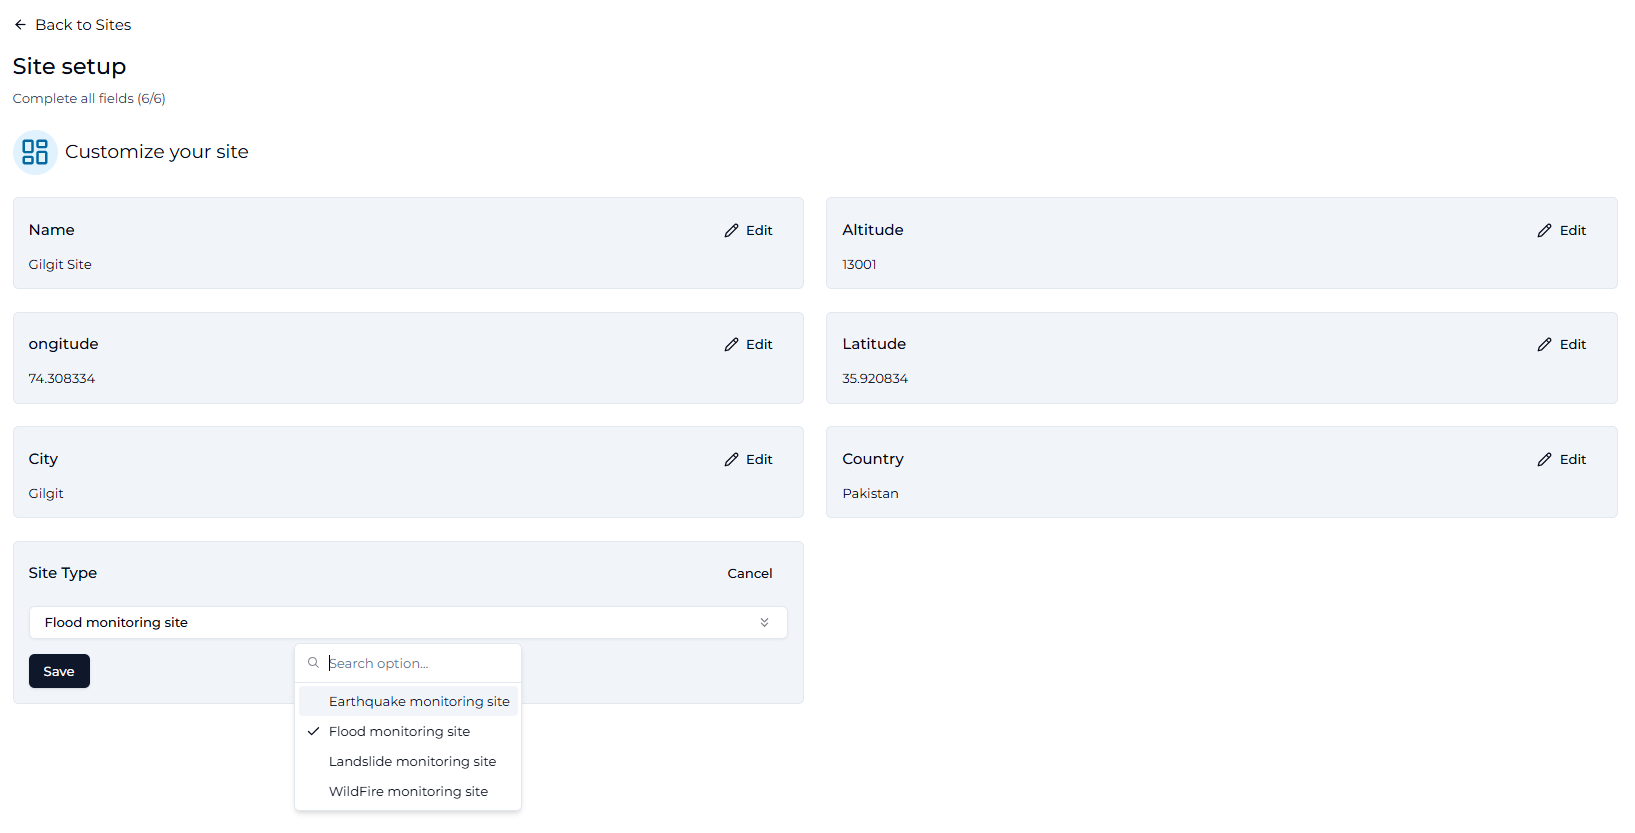 Back to Sites
Site setup
Complete all fields (6/6)
Customize your site
Name
Edit
Gilgit Site
Altitude
Edit
13001
ongitude
Edit
74.308334
Latitude
Edit
35.920834
City
Edit
Gilgit
Country
Edit
Pakistan
Site Type
Cancel
Flood monitoring site
Save
Search option...
Earthquake monitoring site
Flood monitoring site
Landslide monitoring site
WildFire monitoring site